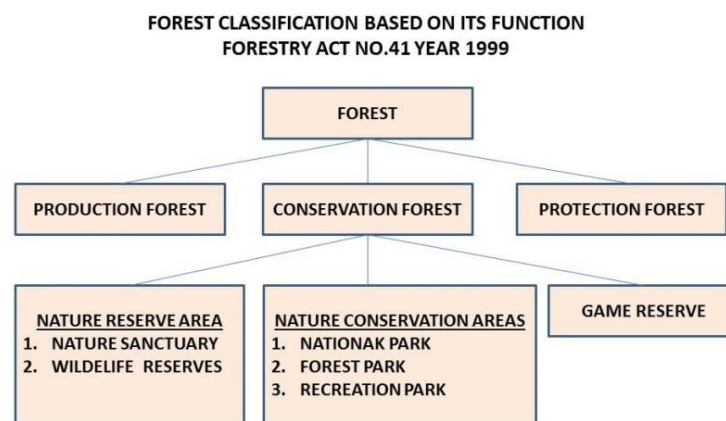 FOREST CLASSIFICATION BASED ON ITS FUNCTION
FORESTRY ACT NO.41 YEAR 1999
FOREST
PRODUCTION FOREST
CONSERVATION FOREST
PROTECTION FOREST
NATURE RESERVE AREA
1. NATURE SANCTUARY
2. WILDELIFE RESERVES
NATURE CONSERVATION AREAS
1. NATIONAK PARK
2. FOREST PARK
3. RECREATION PARK
GAME RESERVE